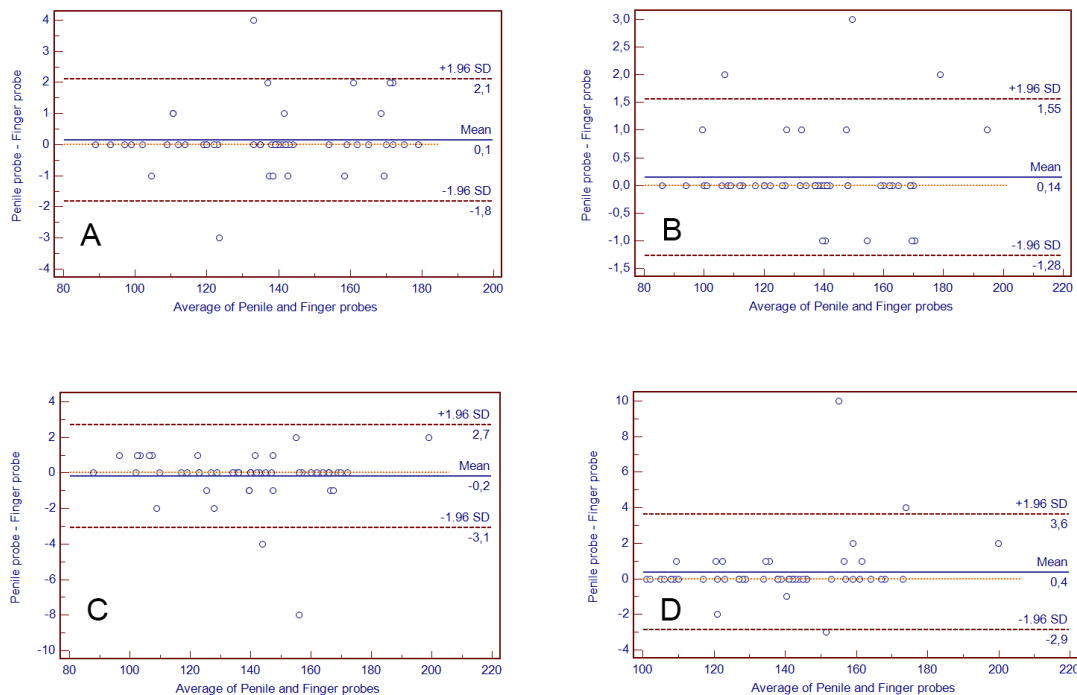 4
3
2
1
0
-1
-2
-3
-4
Penile probe - Finger probe
+1.96 SD
2,1
Mean
0,1
-1.96 SD
-1,8
A
80 100 120 140 160 180 200
Average of Penile and Finger probes
3,0
2,5
2,0
1,5
1,0
0,5
0,0
-0,5
-1,0
-1,5
Penile probe - Finger probe
+1.96 SD
1,55
Mean
0,14
-1.96 SD
-1,28
B
80 100 120 140 160 180 200 220
Average of Penile and Finger probes
4
2
0
-2
-4
-6
-8
-10
Penile probe - Finger probe
+1.96 SD
2,7
Mean
-0,2
-1.96 SD
-3,1
C
80 100 120 140 160 180 200 220
Average of Penile and Finger probes
10
8
6
4
2
0
-2
-4
Penile probe - Finger probe
+1.96 SD
3,6
Mean
0,4
-1.96 SD
-2,9
D
100 120 140 160 180 200 220
Average of Penile and Finger probes